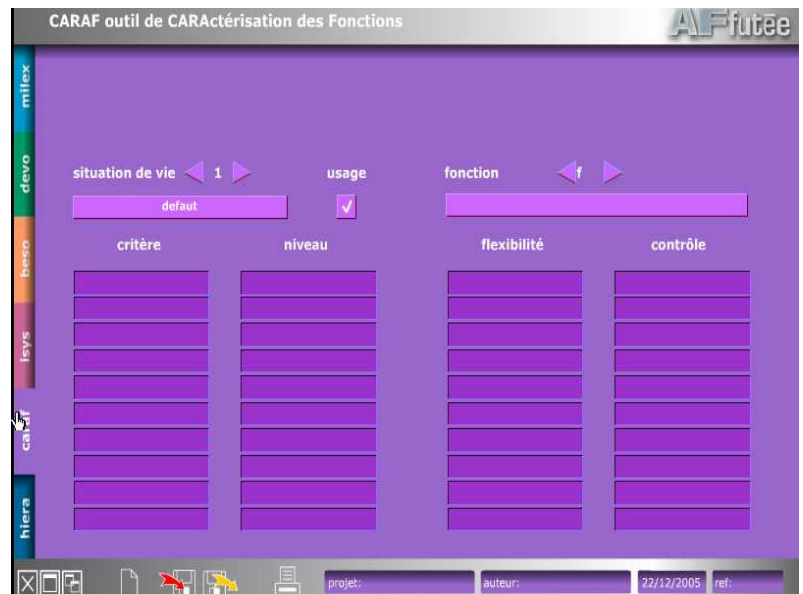 CARAF outil de CARActérisation des Fonctions
AFfutēe
milex
devo
beso
isys
caraf
hiera
situation de vie 1 usage fonction f
defaut
critère niveau flexibilité contrôle
projet: auteur: 22/12/2005 ref: